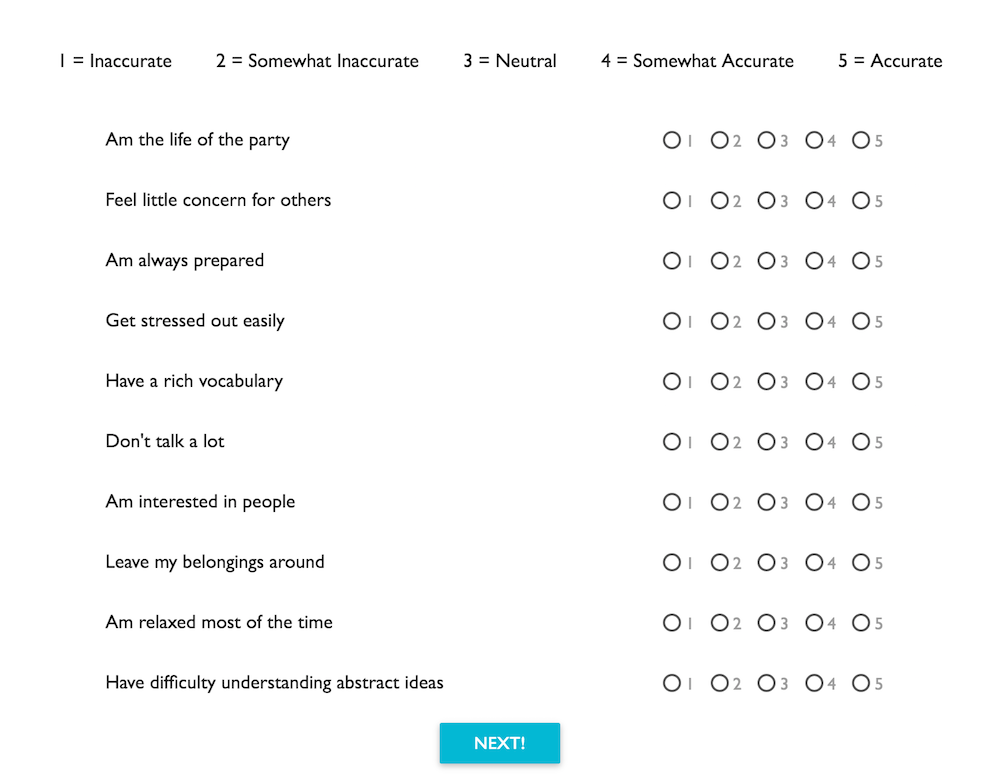 1 = Inaccurate 2 = Somewhat Inaccurate 3 = Neutral 4 = Somewhat Accurate 5 = Accurate
Am the life of the party 1 2 3 4 5
Feel little concern for others 1 2 3 4 5
Am always prepared 1 2 3 4 5
Get stressed out easily 1 2 3 4 5
Have a rich vocabulary 1 2 3 4 5
Don't talk a lot 1 2 3 4 5
Am interested in people 1 2 3 4 5
Leave my belongings around 1 2 3 4 5
Am relaxed most of the time 1 2 3 4 5
Have difficulty understanding abstract ideas 1 2 3 4 5
NEXT!